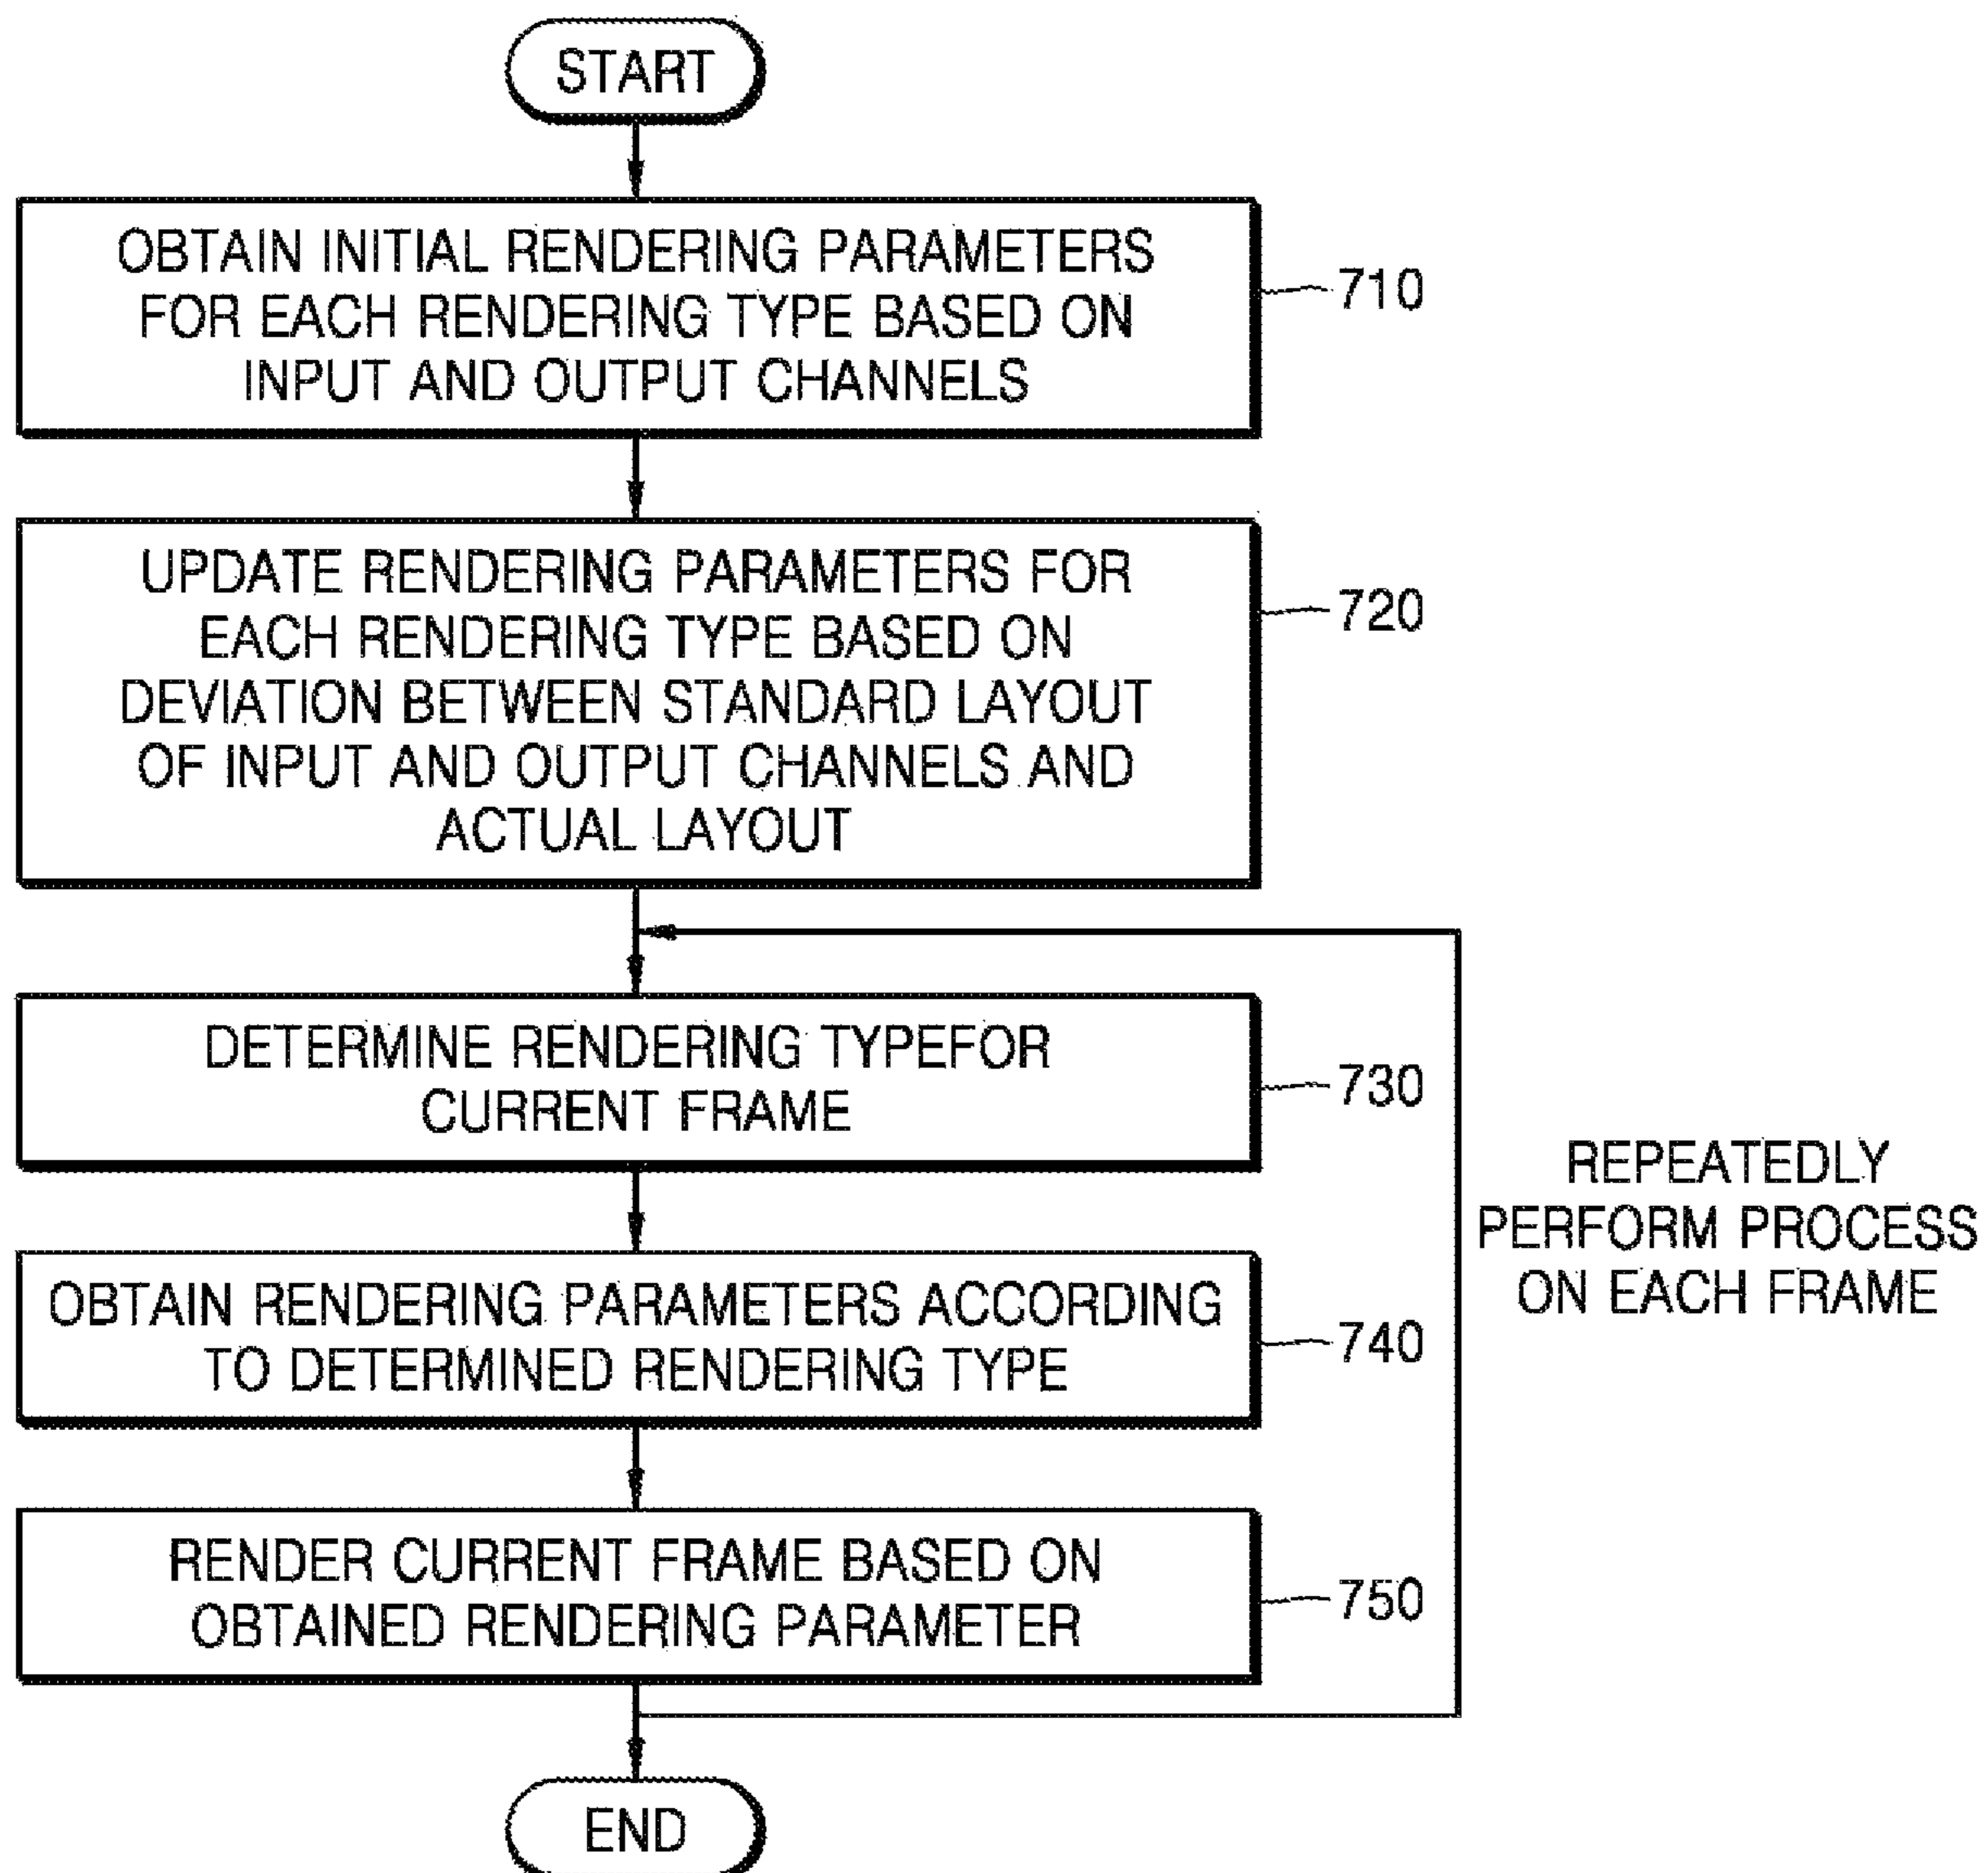 START
OBTAIN INITIAL RENDERING PARAMETERS
FOR EACH RENDERING TYPE BASED ON
INPUT AND OUTPUT CHANNELS
710
UPDATE RENDERING PARAMETERS FOR
EACH RENDERING TYPE BASED ON
DEVIATION BETWEEN STANDARD LAYOUT
OF INPUT AND OUTPUT CHANNELS AND
ACTUAL LAYOUT
720
DETERMINE RENDERING TYPEFOR
CURRENT FRAME
730
OBTAIN RENDERING PARAMETERS ACCORDING
TO DETERMINED RENDERING TYPE
740
RENDER CURRENT FRAME BASED ON
OBTAINED RENDERING PARAMETER
750
REPEATEDLY
PERFORM PROCESS
ON EACH FRAME
END